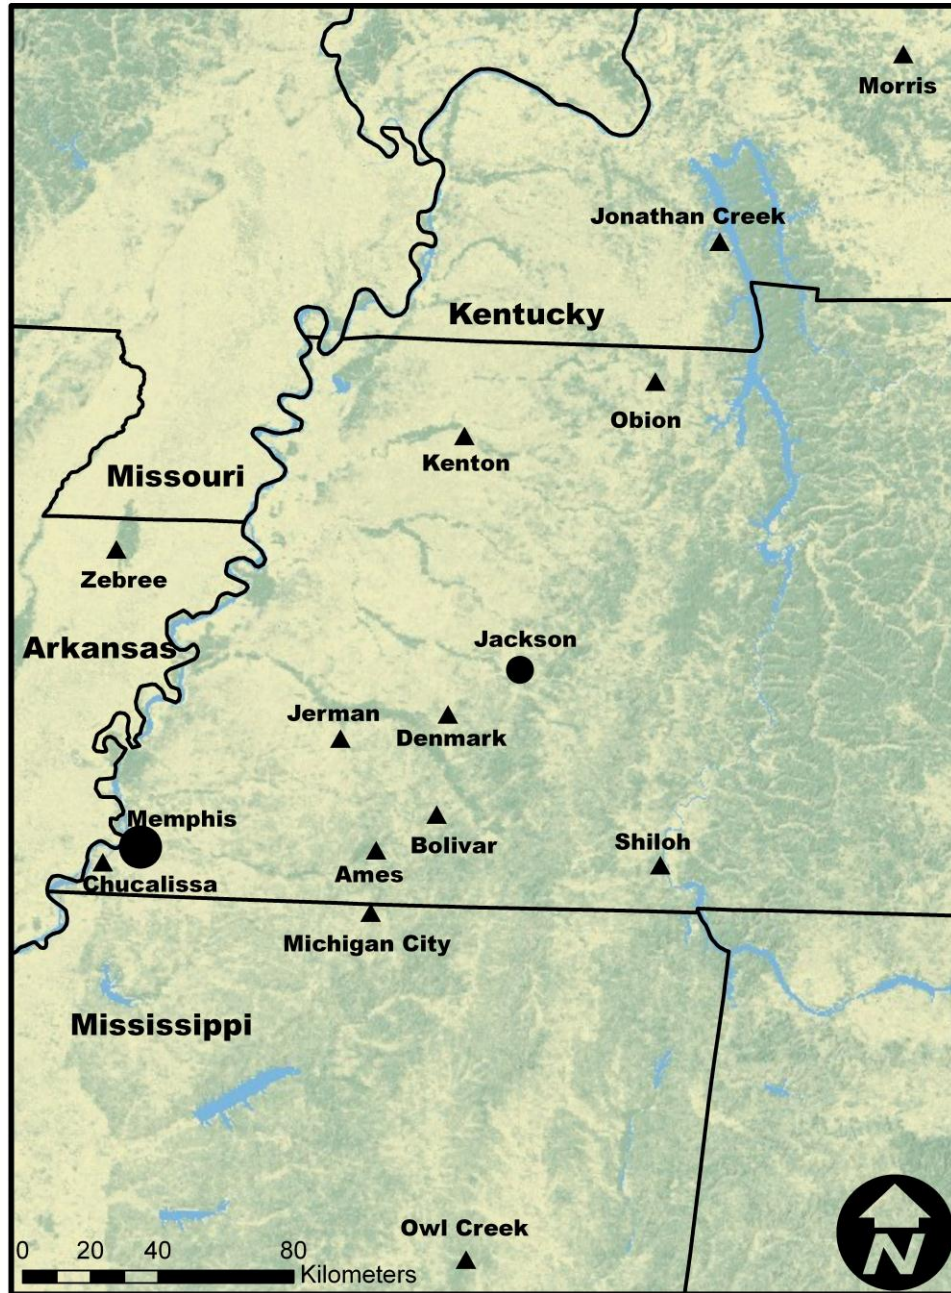 Morris
Jonathan Creek
Kentucky
Obion
Kenton
Missouri
Zebree
Arkansas
Jackson
Jerman
Denmark
Memphis
Bolivar
Shiloh
Ames
Chucalissa
Michigan City
Mississippi
Owl Creek
0 20 40 80
Kilometers
N